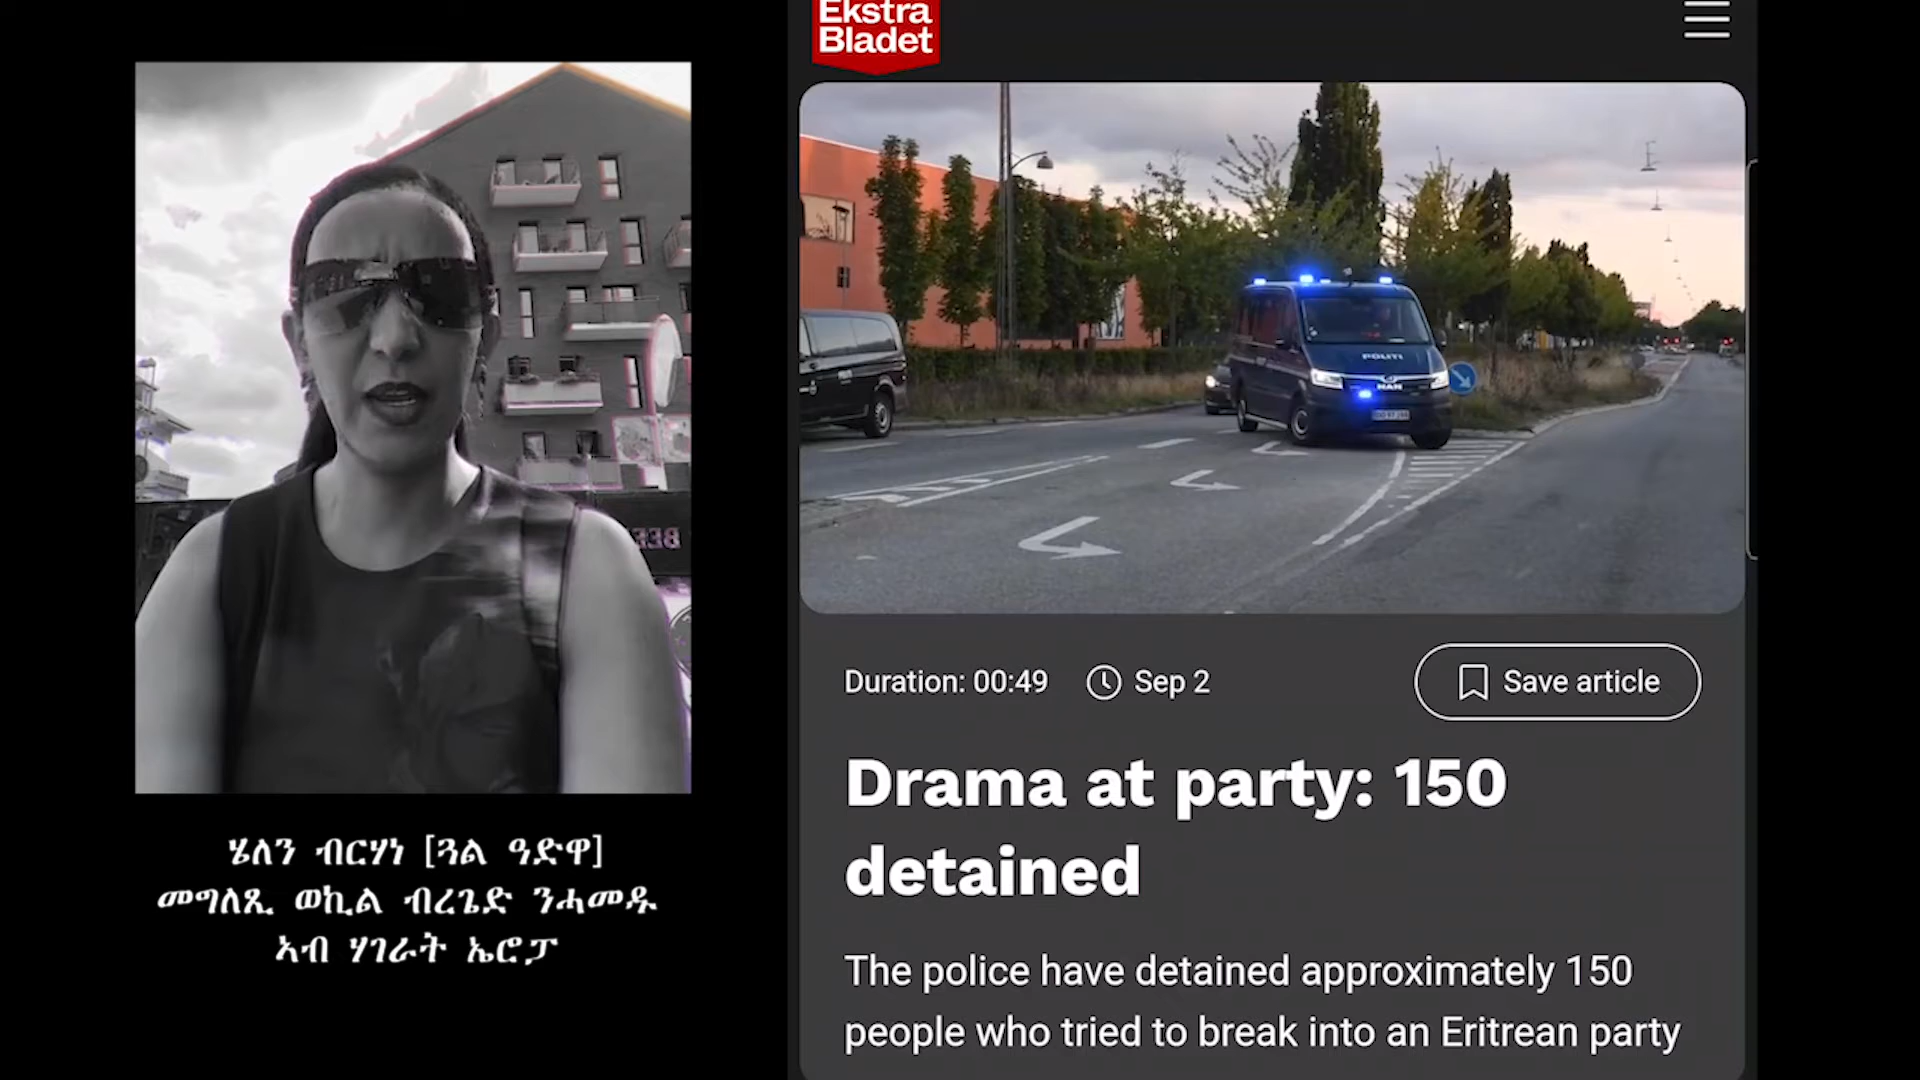 ሄለን ብርሃነ [ጓል ዓድዋ]
መግለጺ ወኪል ብረጌድ ንሓመዱ
ኣብ ሃገራት ኤሮፓ
Ekstra
Bladet
POLITI
MAN
Duration: 00:49
Sep 2
Save article
Drama at party: 150
detained
The police have detained approximately 150
people who tried to break into an Eritrean party